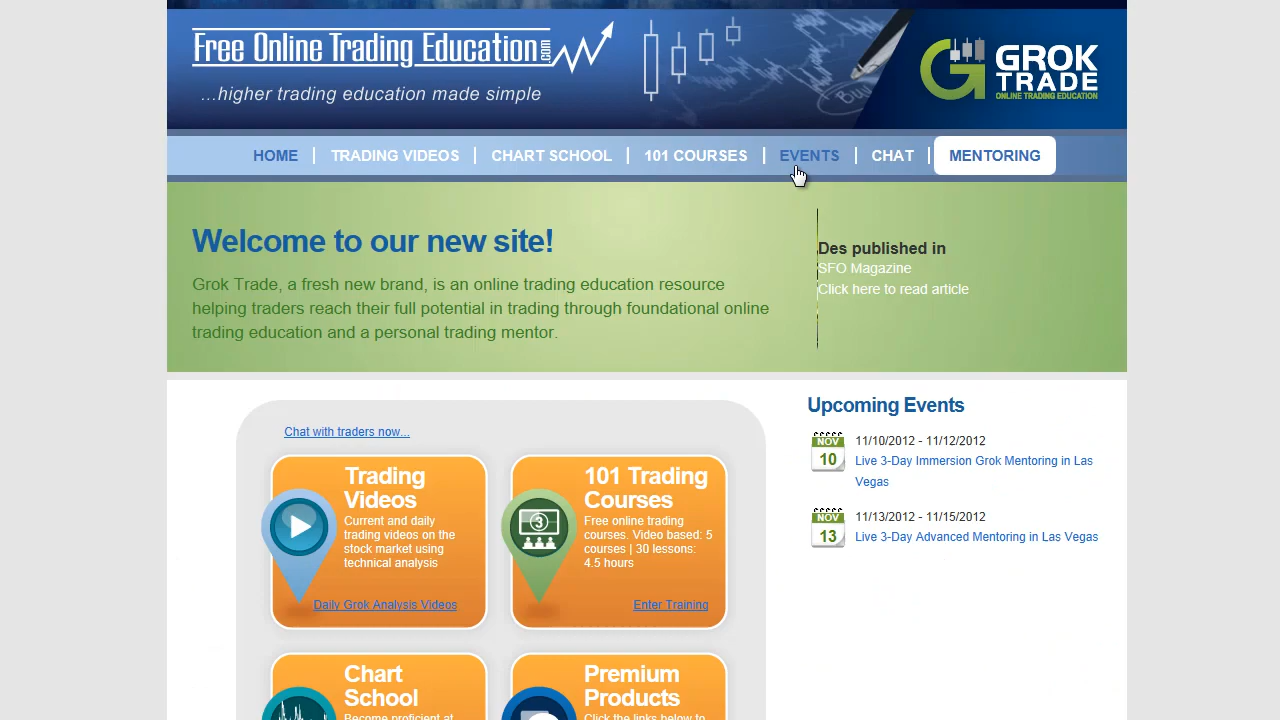 Free Online Trading Education.com
...higher trading education made simple
GROK
TRADE
ONLINE TRADING EDUCATION
HOME | TRADING VIDEOS | CHART SCHOOL | 101 COURSES | EVENTS | CHAT | MENTORING
Welcome to our new site!
Grok Trade, a fresh new brand, is an online trading education resource
helping traders reach their full potential in trading through foundational online
trading education and a personal trading mentor.
Des published in
SFO Magazine
Click here to read article
Chat with traders now...
Trading
Videos
Current and daily
trading videos on the
stock market using
technical analysis
Daily Grok Analysis Videos
101 Trading
Courses
3
Free online trading
courses. Video based: 5
courses | 30 lessons:
4.5 hours
Enter Training
Chart
School
Become proficient at
Premium
Products
Click the links below to
Upcoming Events
NOV
10
11/10/2012 - 11/12/2012
Live 3-Day Immersion Grok Mentoring in Las
Vegas
NOV
13
11/13/2012 - 11/15/2012
Live 3-Day Advanced Mentoring in Las Vegas